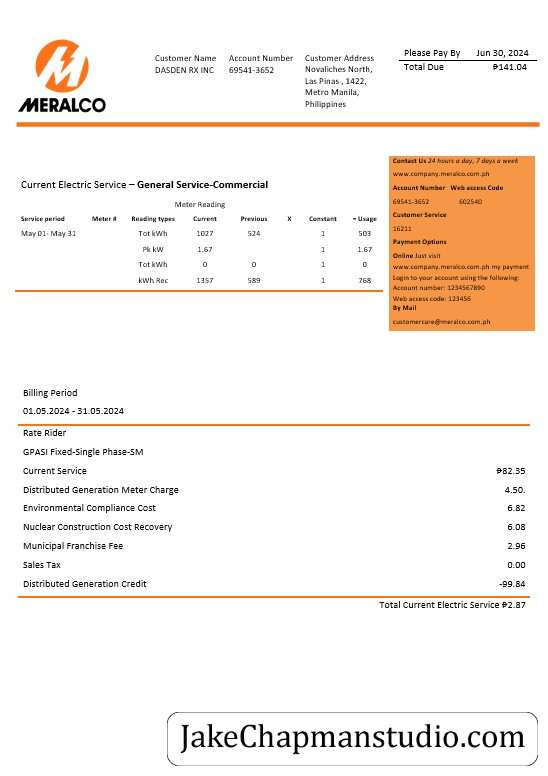 MERALCO
Customer Name Account Number Customer Address
DASDEN RX INC 69541-3652 Novaliches North,
Las Pinas , 1422,
Metro Manila,
Philippines
Please Pay By Jun 30, 2024
Total Due ₱141.04
Contact Us 24 hours a day, 7 days a week
www.company.meralco.com.ph
Account Number Web access Code
69541-3652 602540
Customer Service
16211
Payment Options
Online Just visit
www.company.meralco.com.ph my payment
Login to your account using the following:
Account number: 1234567890
Web access code: 123456
By Mail
customercare@meralco.com.ph
Current Electric Service – General Service-Commercial
Meter Reading
Service period Meter # Reading types Current Previous X Constant = Usage
May 01- May 31 Tot kWh 1027 524 1 503
Pk kW 1.67 1 1.67
Tot kWh 0 0 1 0
kWh Rec 1357 589 1 768
Billing Period
01.05.2024 - 31.05.2024
Rate Rider
GPASI Fixed-Single Phase-SM
Current Service ₱82.35
Distributed Generation Meter Charge 4.50.
Environmental Compliance Cost 6.82
Nuclear Construction Cost Recovery 6.08
Municipal Franchise Fee 2.96
Sales Tax 0.00
Distributed Generation Credit -99.84
Total Current Electric Service ₱2.87
JakeChapmanstudio.com